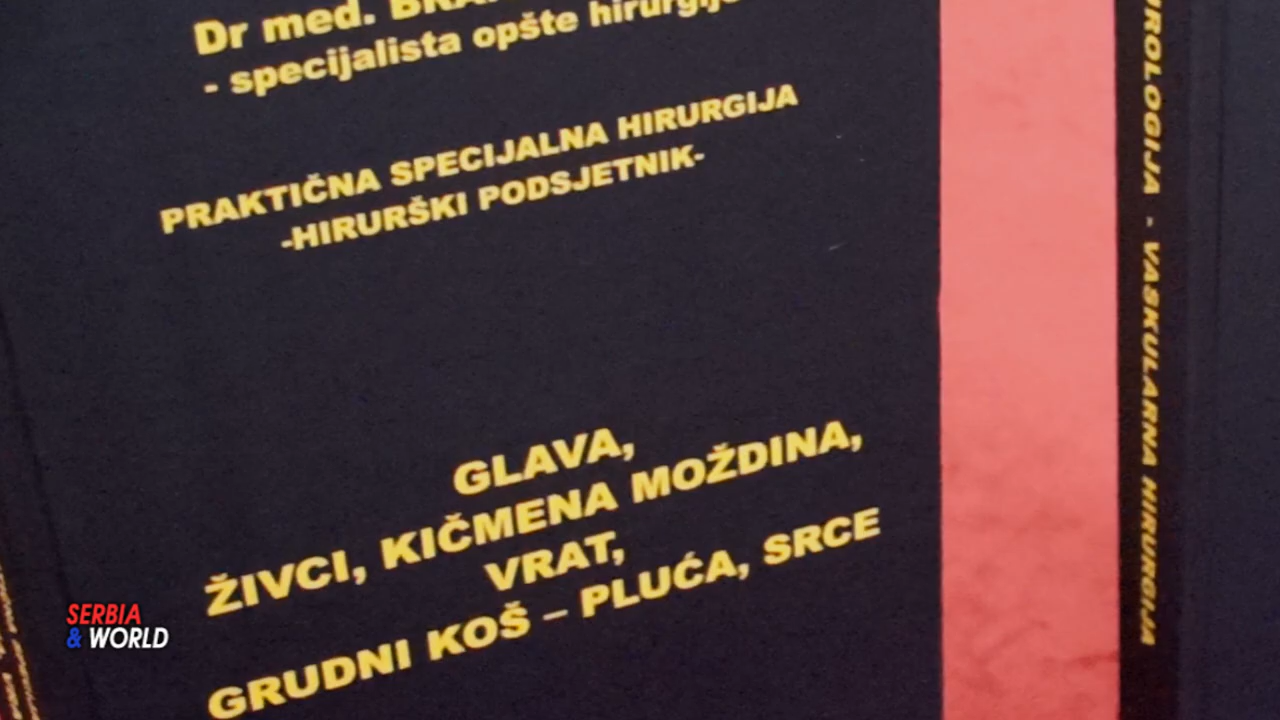 Dr med.
- specijalista opšte hirurgije
PRAKTIČNA SPECIJALNA HIRURGIJA
-HIRURŠKI PODSJETNIK-
GLAVA,
ŽIVCI, KIČMENA MOŽDINA,
VRAT,
GRUDNI KOŠ – PLUĆA, SRCE
- VASKULARNA HIRURGIJA
SERBIA
& WORLD